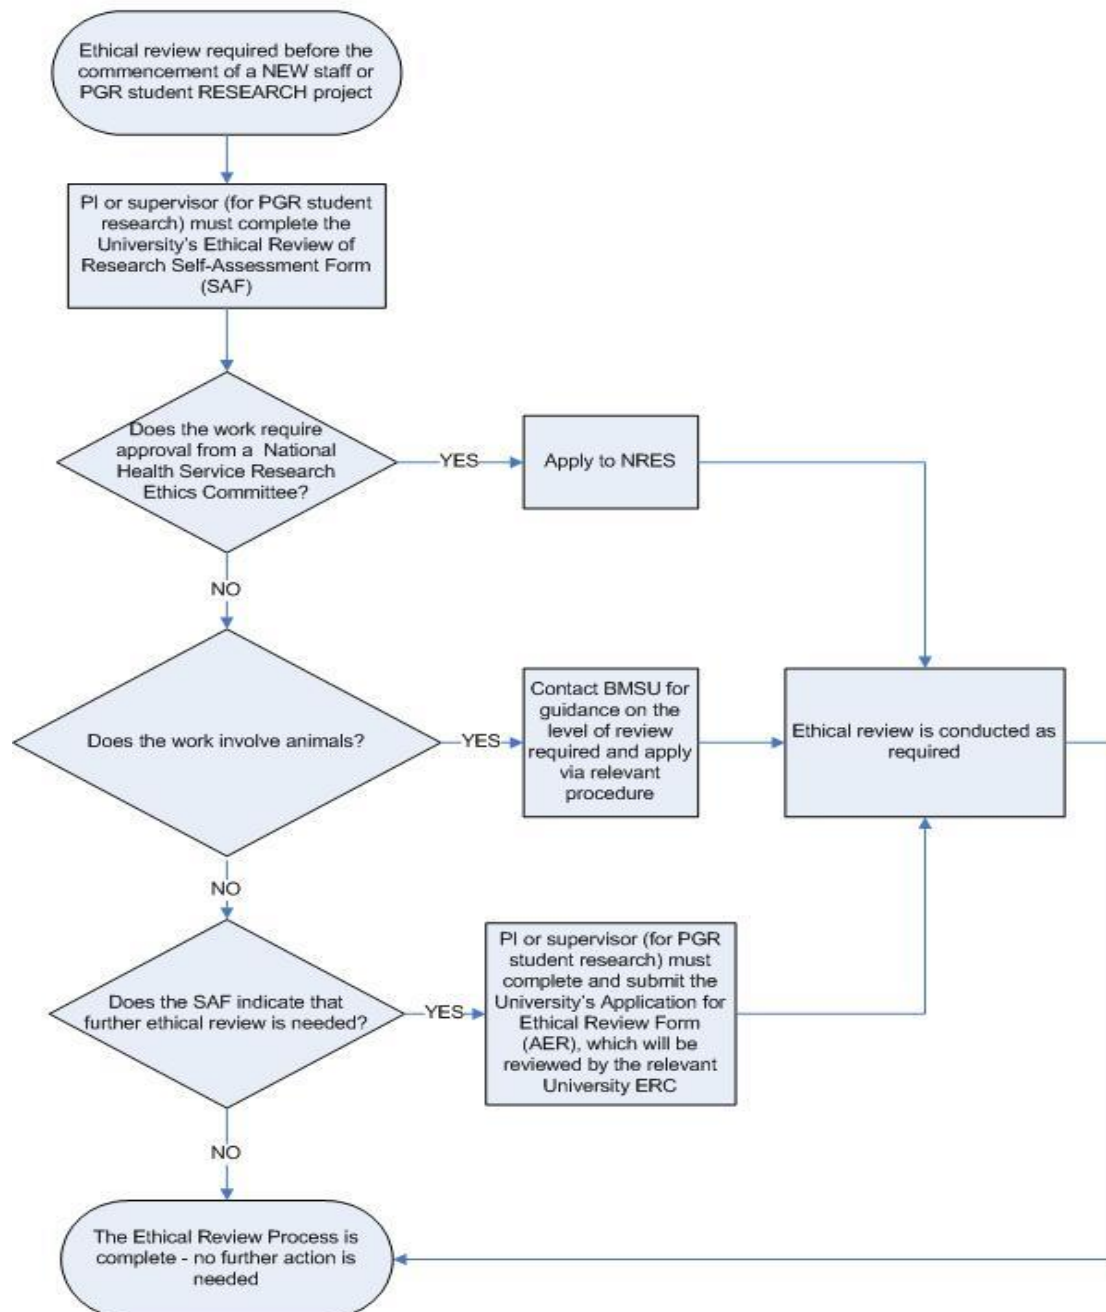 Ethical review required before the
commencement of a NEW staff or
PGR student RESEARCH project
PI or supervisor (for PGR student
research) must complete the
University's Ethical Review of
Research Self-Assessment Form
(SAF)
Does the work require
approval from a National
Health Service Research
Ethics Committee?
YES
Apply to NRES
NO
Does the work involve animals?
YES
Contact BMSU for
guidance on the
level of review
required and apply
via relevant
procedure
Ethical review is conducted as
required
NO
Does the SAF indicate that
further ethical review is needed?
YES
PI or supervisor (for PGR
student research) must
complete and submit the
University's Application for
Ethical Review Form
(AER), which will be
reviewed by the relevant
University ERC
NO
The Ethical Review Process is
complete - no further action is
needed